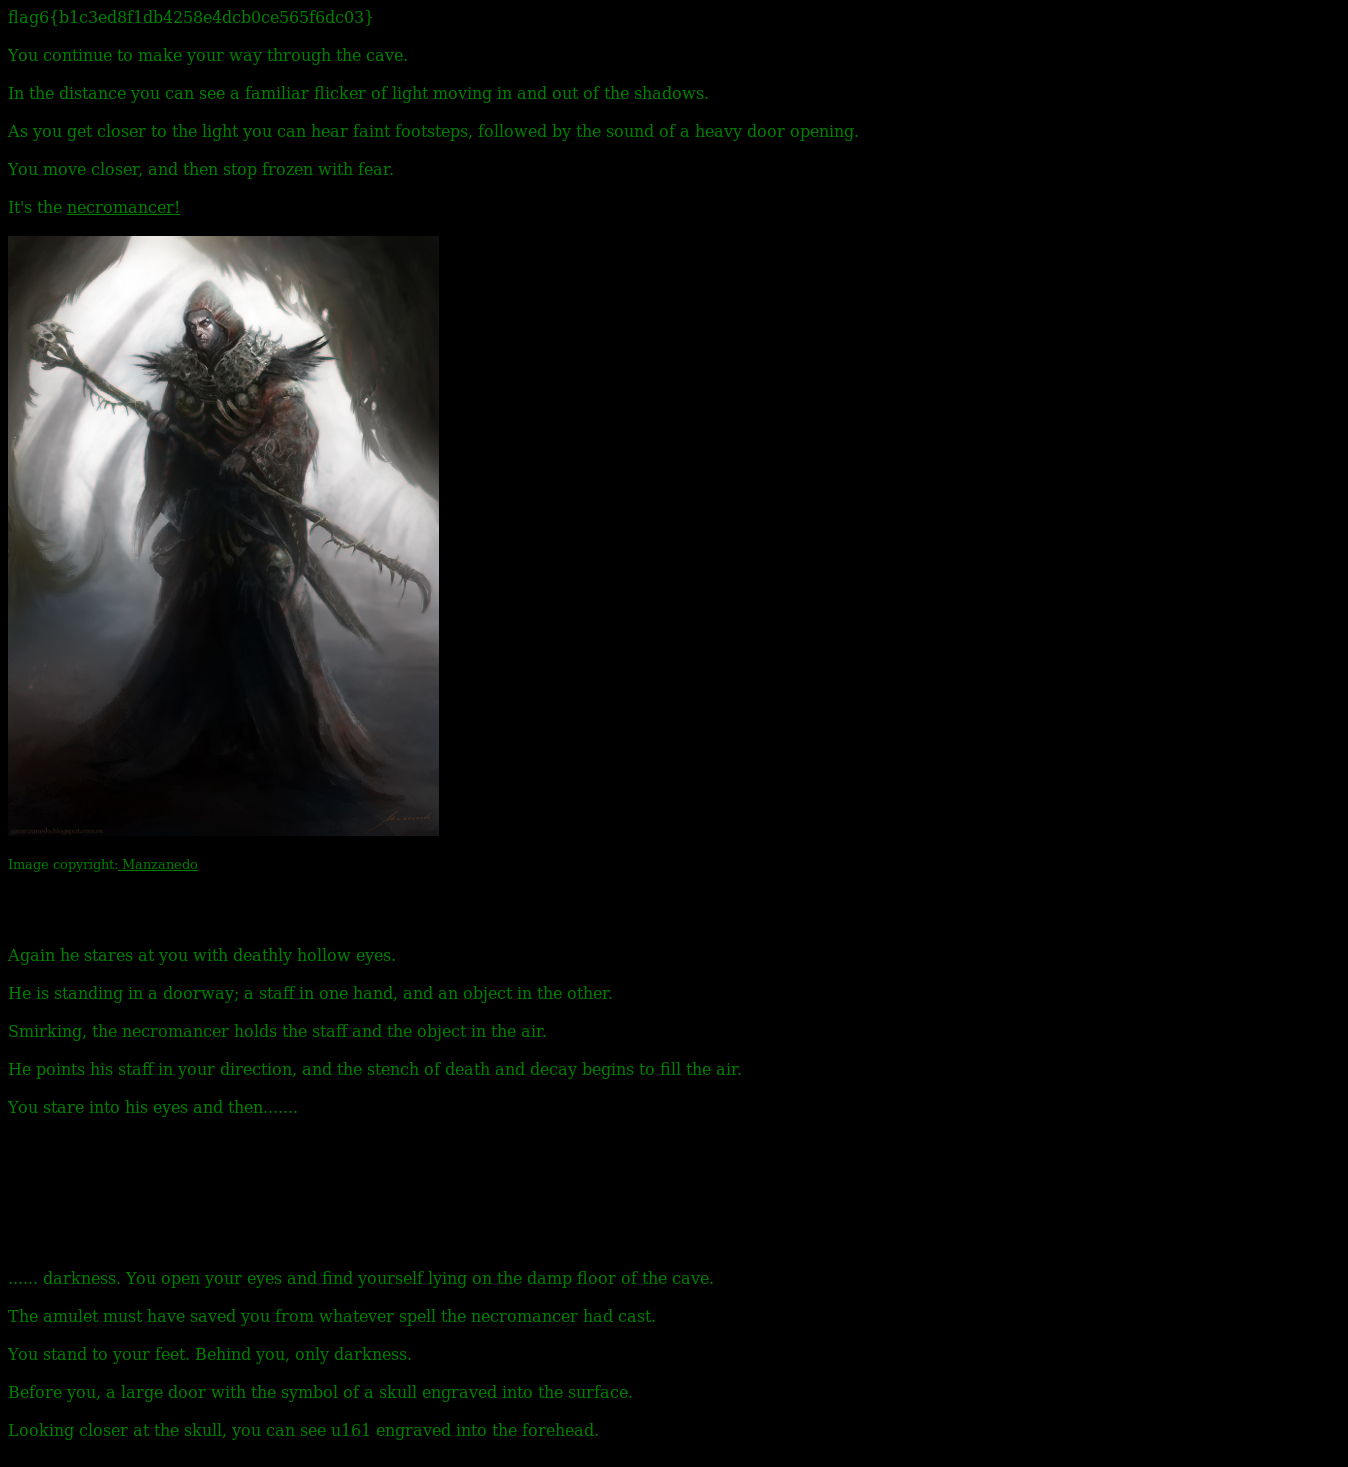 flag6{b1c3ed8f1db4258e4dcb0ce565f6dc03}
You continue to make your way through the cave.
In the distance you can see a familiar flicker of light moving in and out of the shadows.
As you get closer to the light you can hear faint footsteps, followed by the sound of a heavy door opening.
You move closer, and then stop frozen with fear.
It's the necromancer!
Image copyright: Manzanedo
Again he stares at you with deathly hollow eyes.
He is standing in a doorway; a staff in one hand, and an object in the other.
Smirking, the necromancer holds the staff and the object in the air.
He points his staff in your direction, and the stench of death and decay begins to fill the air.
You stare into his eyes and then.......
...... darkness. You open your eyes and find yourself lying on the damp floor of the cave.
The amulet must have saved you from whatever spell the necromancer had cast.
You stand to your feet. Behind you, only darkness.
Before you, a large door with the symbol of a skull engraved into the surface.
Looking closer at the skull, you can see u161 engraved into the forehead.